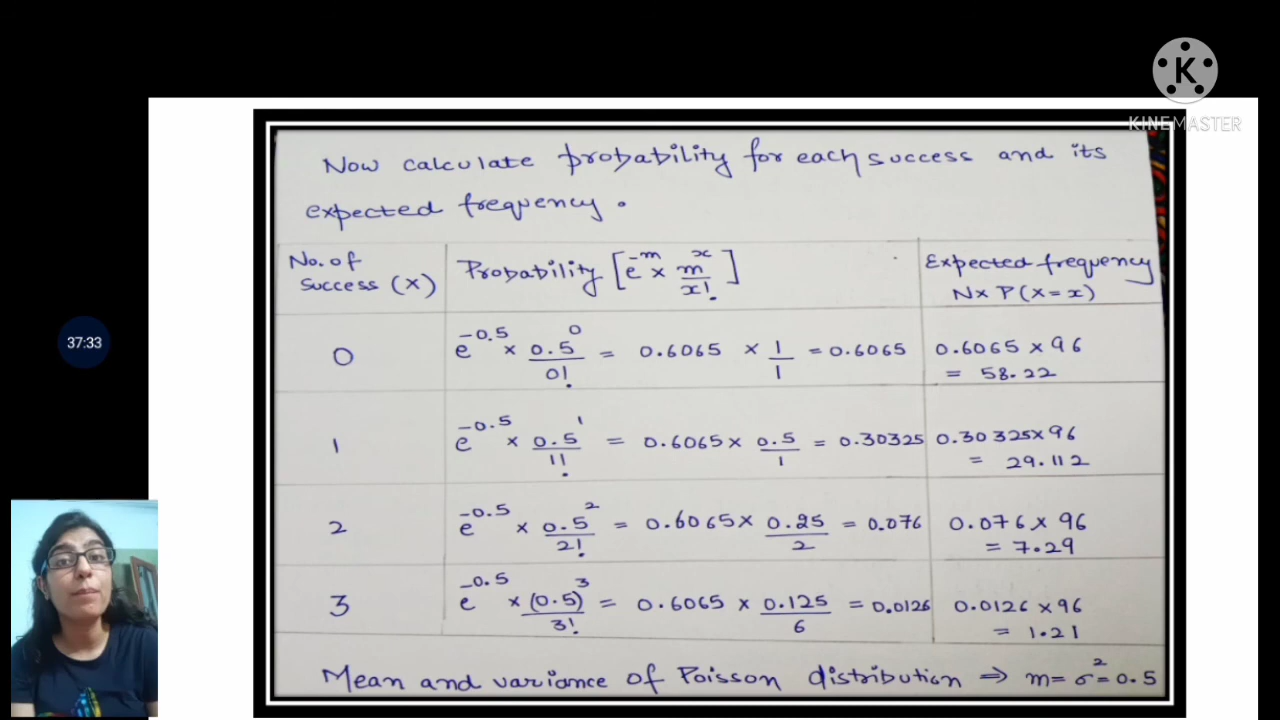 K
KINEMASTER
Now calculate probability for each success and its
expected frequency.
No. of
success (X)
Probability [e^-m × m^x/x!]
Expected frequency
N× P(X=x)
0
e^-0.5 × 0.5^0/0! = 0.6065 × 1/1 = 0.6065
0.6065 × 96
= 58.22
1
e^-0.5 × 0.5^1/1! = 0.6065 × 0.5/1 = 0.30325
0.30325×96
= 29.112
2
e^-0.5 × 0.5^2/2! = 0.6065× 0.25/2 = 0.076
0.076 × 96
= 7.29
3
e^-0.5 × (0.5)^3/3! = 0.6065 × 0.125/6 = 0.0126
0.0126 × 96
= 1.21
Mean and variance of Poisson distribution ⇒ m= σ^2= 0.5
37:33